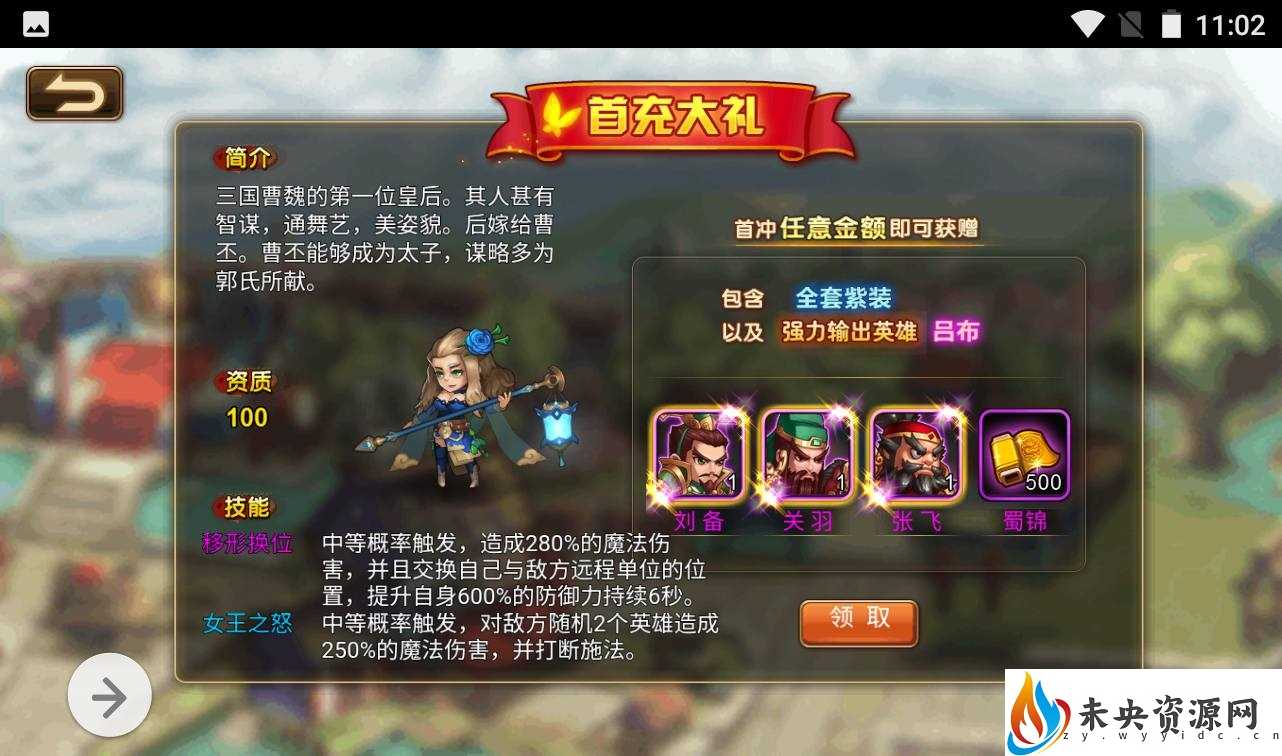 11:02
首充大礼
简介
三国曹魏的第一位皇后。其人甚有
智谋，通舞艺，美姿貌。后嫁给曹
丕。曹丕能够成为太子，谋略多为
郭氏所献。
首冲任意金额即可获赠
包含 全套紫装
以及 强力输出英雄 吕布
资质
100
1 1 1 500
刘备 关羽 张飞 蜀锦
技能
移形换位 中等概率触发，造成280%的魔法伤
害，并且交换自己与敌方远程单位的位
置，提升自身600%的防御力持续6秒。
女王之怒 中等概率触发，对敌方随机2个英雄造成
250%的魔法伤害，并打断施法。
领取
未央资源网
zy.wyyidc.cn